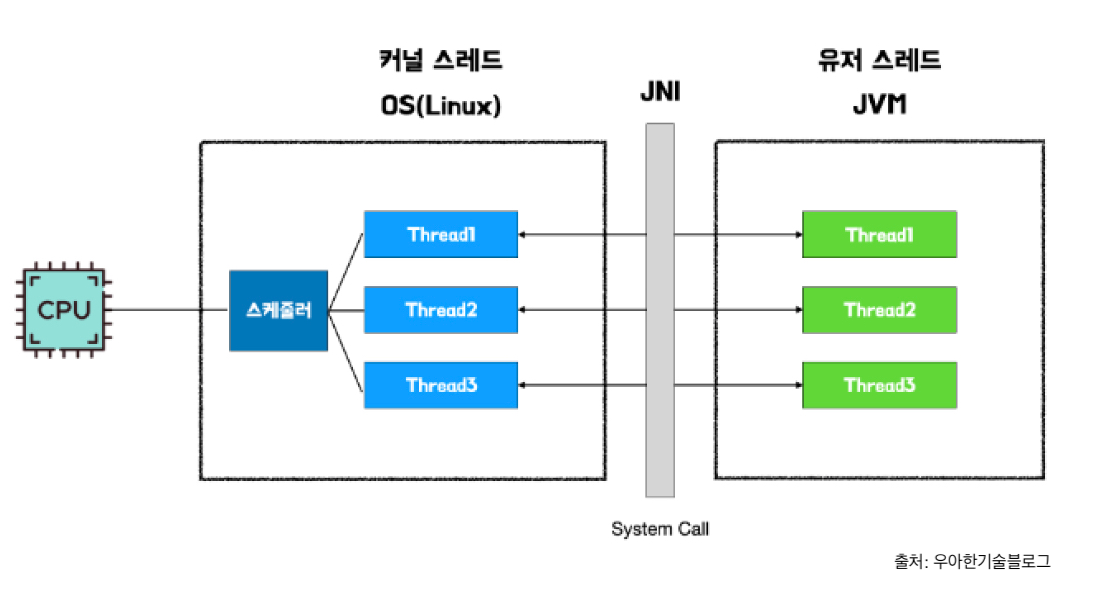 커널 스레드
OS(Linux)
JNI
유저 스레드
JVM
CPU
스케줄러
Thread1
Thread2
Thread3
Thread1
Thread2
Thread3
System Call
출처: 우아한기술블로그